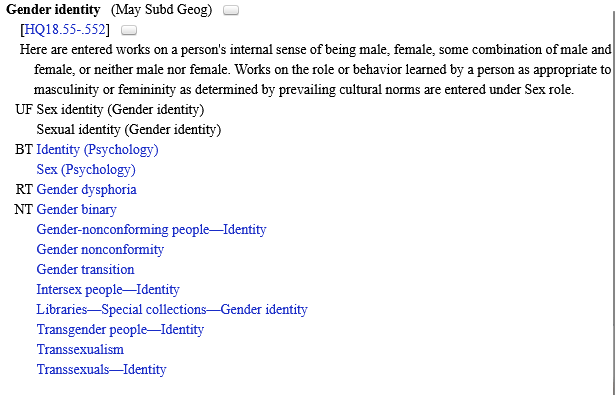 Gender identity (May Subd Geog)
[HQ18.55-.552]
Here are entered works on a person's internal sense of being male, female, some combination of male and
female, or neither male nor female. Works on the role or behavior learned by a person as appropriate to
masculinity or femininity as determined by prevailing cultural norms are entered under Sex role.
UF Sex identity (Gender identity)
Sexual identity (Gender identity)
BT Identity (Psychology)
Sex (Psychology)
RT Gender dysphoria
NT Gender binary
Gender-nonconforming people—Identity
Gender nonconformity
Gender transition
Intersex people—Identity
Libraries—Special collections—Gender identity
Transgender people—Identity
Transsexualism
Transsexuals—Identity